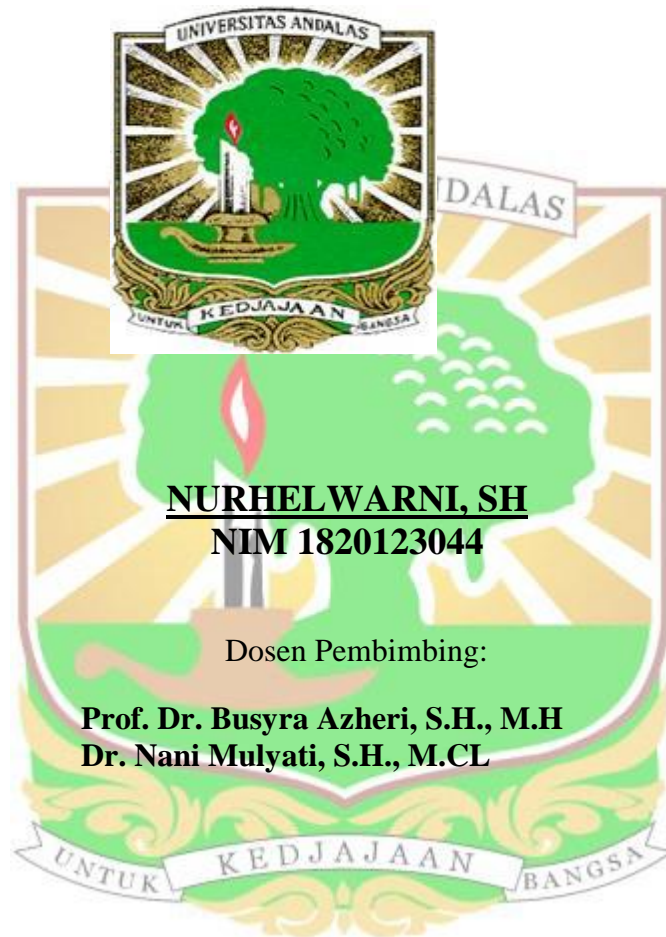 UNIVERSITAS ANDALAS
UNTUK KEDJAJAAN BANGSA
DALAS
NURHELWARNI, SH
NIM 1820123044
Dosen Pembimbing:
Prof. Dr. Busyra Azheri, S.H., M.H
Dr. Nani Mulyati, S.H., M.CL
UNTUK KEDJAJAAN BANGSA